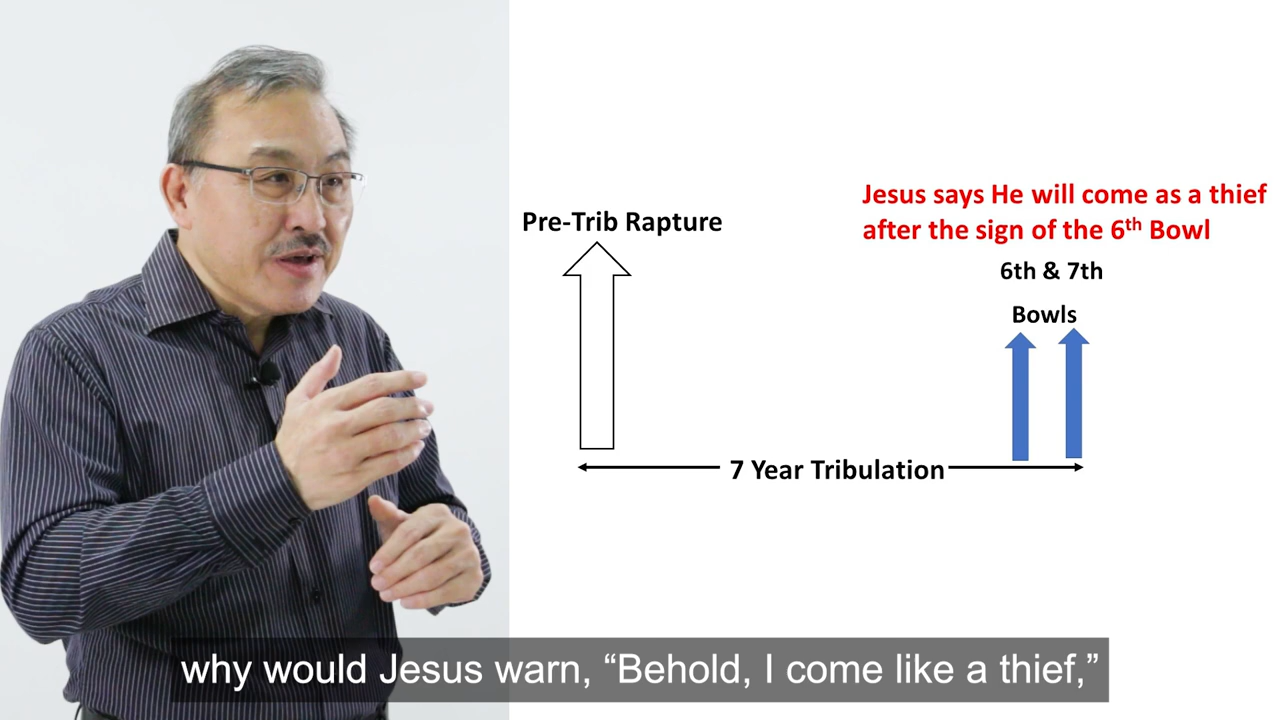 Jesus says He will come as a thief
after the sign of the 6th Bowl
Pre-Trib Rapture
6th & 7th
Bowls
7 Year Tribulation
why would Jesus warn, “Behold, I come like a thief,”